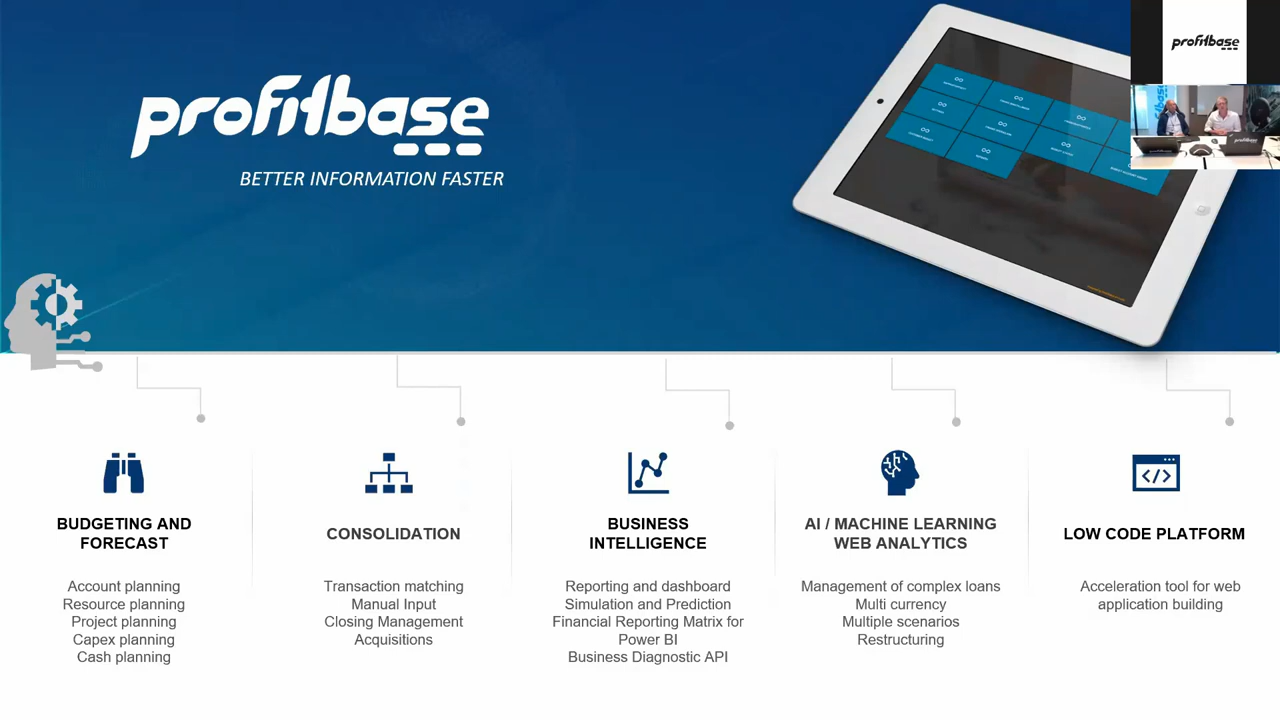 profitbase
BETTER INFORMATION FASTER
profitbase
BUDGETING AND
FORECAST
Account planning
Resource planning
Project planning
Capex planning
Cash planning
CONSOLIDATION
Transaction matching
Manual Input
Closing Management
Acquisitions
BUSINESS
INTELLIGENCE
Reporting and dashboard
Simulation and Prediction
Financial Reporting Matrix for
Power BI
Business Diagnostic API
AI / MACHINE LEARNING
WEB ANALYTICS
Management of complex loans
Multi currency
Multiple scenarios
Restructuring
LOW CODE PLATFORM
Acceleration tool for web
application building